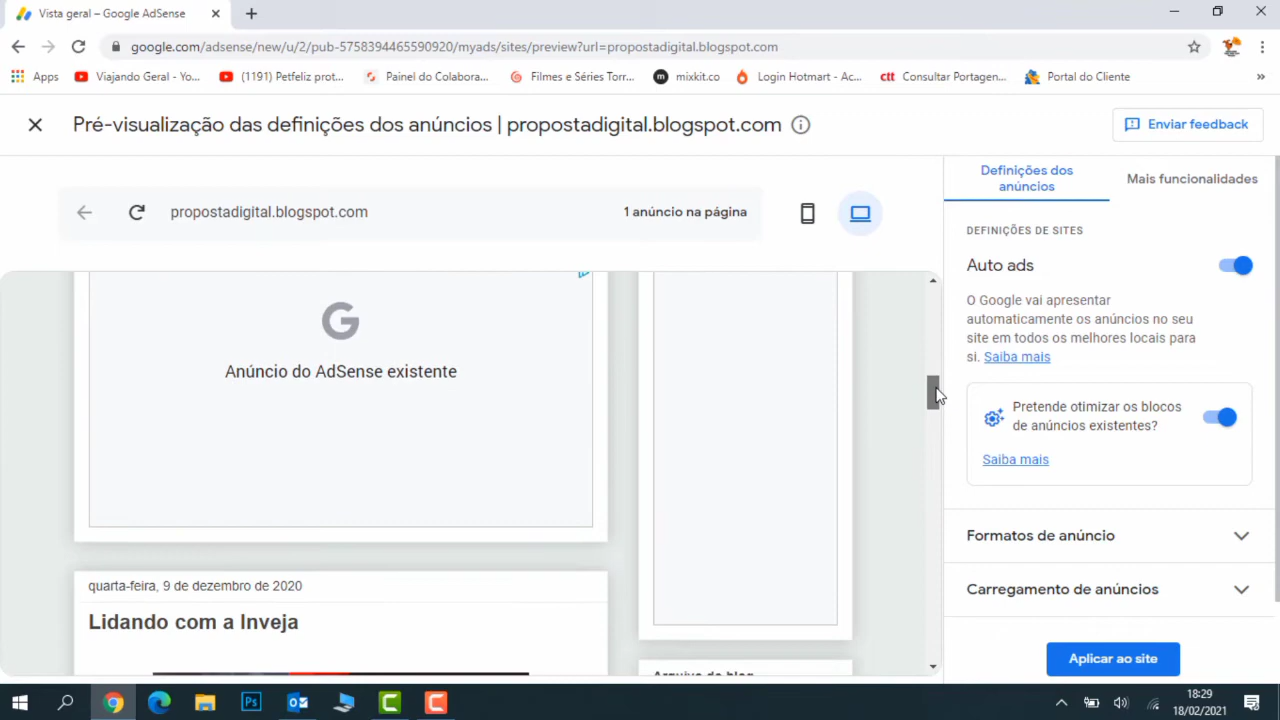 Vista geral – Google AdSense
google.com/adsense/new/u/2/pub-5758394465590920/myads/sites/preview?url=propostadigital.blogspot.com
Apps
Viajando Geral - Yo...
(1191) Petfeliz prot...
Painel do Colabora...
Filmes e Séries Torr...
mixkit.co
Login Hotmart - Ac...
ctt
Consultar Portagen...
Portal do Cliente
»
Pré-visualização das definições dos anúncios | propostadigital.blogspot.com
Enviar feedback
Definições dos
anúncios
Mais funcionalidades
propostadigital.blogspot.com
1 anúncio na página
DEFINIÇÕES DE SITES
Auto ads
O Google vai apresentar
automaticamente os anúncios no seu
site em todos os melhores locais para
si. Saiba mais
Pretende otimizar os blocos
de anúncios existentes?
Saiba mais
Formatos de anúncio
Carregamento de anúncios
Aplicar ao site
G
Anúncio do AdSense existente
quarta-feira, 9 de dezembro de 2020
Lidando com a Inveja
Arquivo do blog
Ps
18:29
18/02/2021